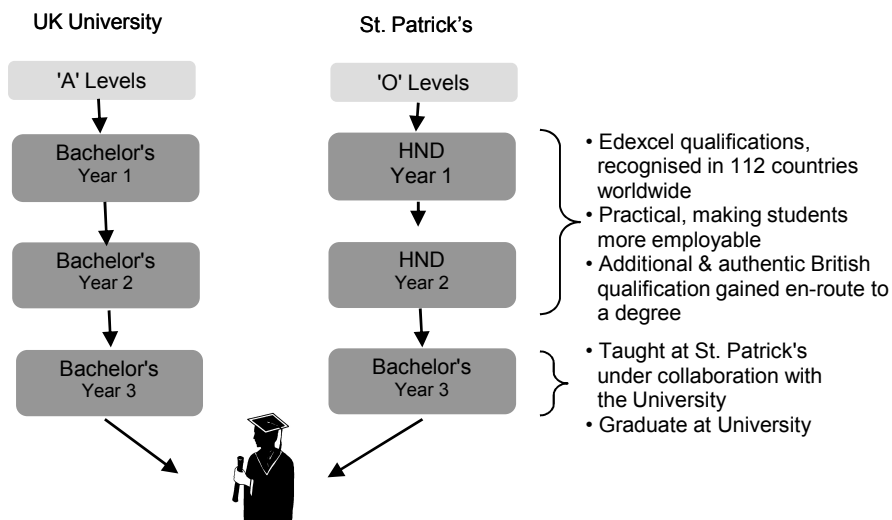 UK University
St. Patrick's
'A' Levels
Bachelor's
Year 1
Bachelor's
Year 2
Bachelor's
Year 3
'O' Levels
HND
Year 1
HND
Year 2
Bachelor's
Year 3
• Edexcel qualifications,
recognised in 112 countries
worldwide
• Practical, making students
more employable
• Additional & authentic British
qualification gained en-route to
a degree
• Taught at St. Patrick's
under collaboration with
the University
• Graduate at University